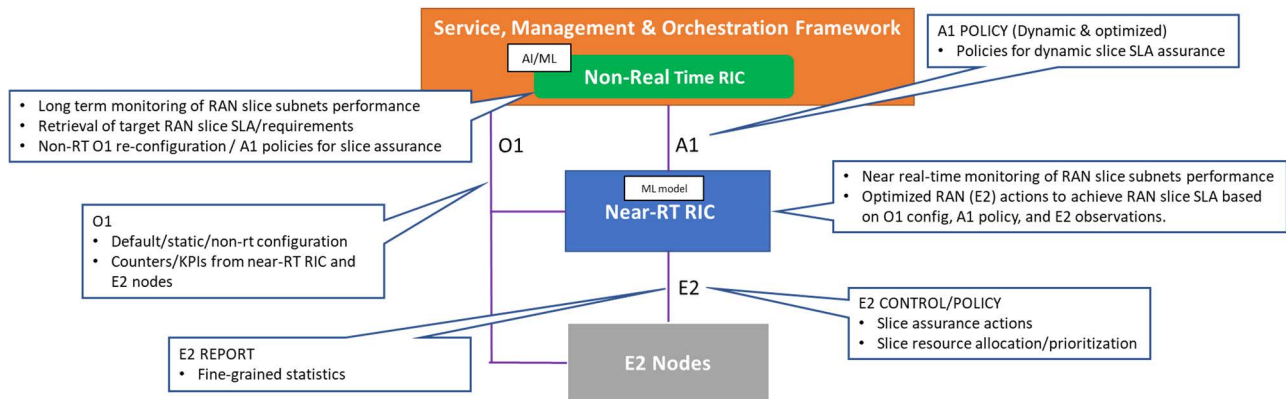 Service, Management & Orchestration Framework
AI/ML
Non-Real Time RIC
A1 POLICY (Dynamic & optimized)
• Policies for dynamic slice SLA assurance
• Long term monitoring of RAN slice subnets performance
• Retrieval of target RAN slice SLA/requirements
• Non-RT O1 re-configuration / A1 policies for slice assurance
O1
A1
ML model
Near-RT RIC
• Near real-time monitoring of RAN slice subnets performance
• Optimized RAN (E2) actions to achieve RAN slice SLA based
on O1 config, A1 policy, and E2 observations.
O1
• Default/static/non-rt configuration
• Counters/KPIs from near-RT RIC and
E2 nodes
E2
E2 CONTROL/POLICY
• Slice assurance actions
• Slice resource allocation/prioritization
E2 REPORT
• Fine-grained statistics
E2 Nodes